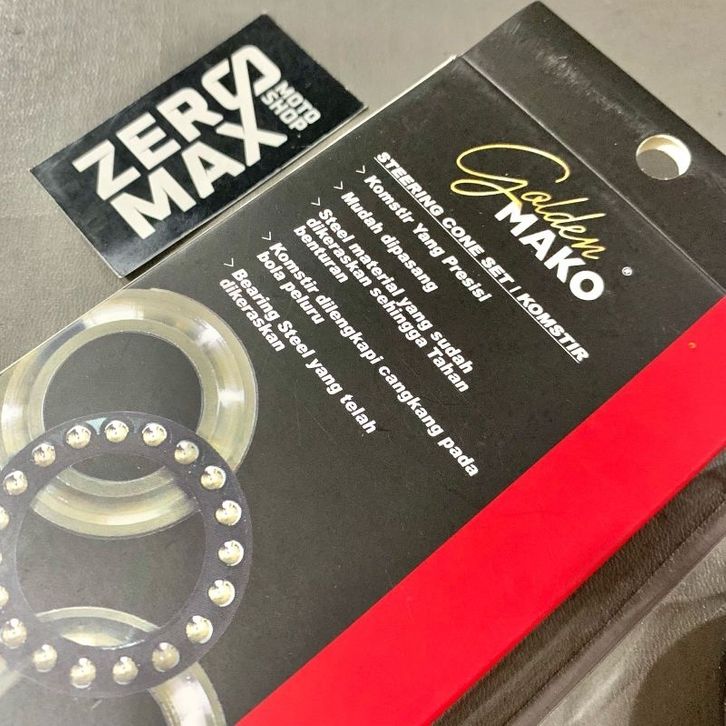 ZERO
MAX
MOTO
SHOP
Golden
MAKO
®
STEERING CONE SET | KOMSTIR
> Komstir Yang Presisi
> Mudah dipasang
> Steel material yang sudah
dikeraskan sehingga Tahan
benturan
> Komstir dilengkapi cangkang pada
bola peluru
> Bearing Steel yang telah
dikeraskan